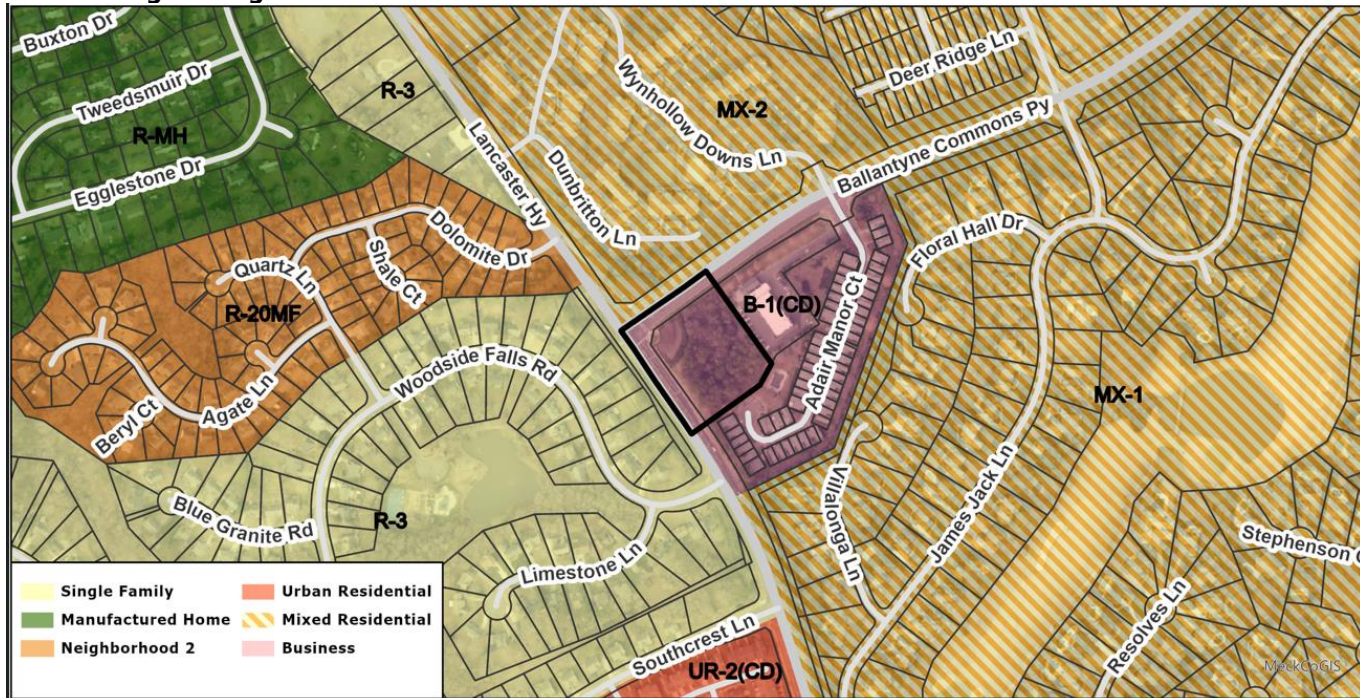 Buxton Dr
Tweedsmuir Dr
R-MH
Egglestone Dr
R-3
Lancaster Hy
Wynhollow Downs Ln
MX-2
Deer Ridge Ln
Ballantyne Commons Py
Dunbritton Ln
Dolomite Dr
Shale Ct
Quartz Ln
R-20MF
Floral Hall Dr
B-1(CD)
Adair Manor Ct
Woodside Falls Rd
Agate Ln
Beryl Ct
MX-1
Blue Granite Rd
R-3
Villalonga Ln
James Jack Ln
Limestone Ln
Stephenson
Resolves Ln
Southcrest Ln
UR-2(CD)
Single Family
Manufactured Home
Neighborhood 2
Urban Residential
Mixed Residential
Business
MeckCoGIS